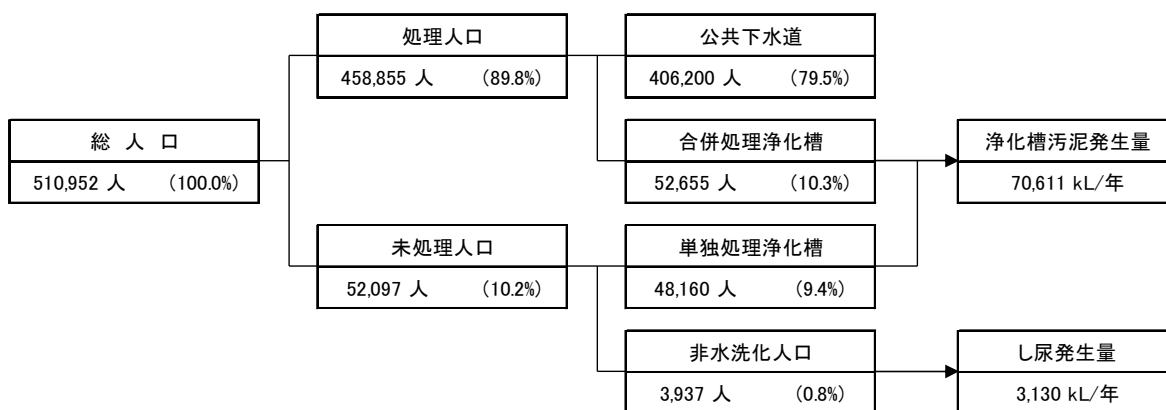 処理人口
458,855 人 (89.8%)
公共下水道
406,200 人 (79.5%)
総 人 口
510,952 人 (100.0%)
合併処理浄化槽
52,655 人 (10.3%)
浄化槽汚泥発生量
70,611 kL/年
未処理人口
52,097 人 (10.2%)
単独処理浄化槽
48,160 人 (9.4%)
非水洗化人口
3,937 人 (0.8%)
し尿発生量
3,130 kL/年